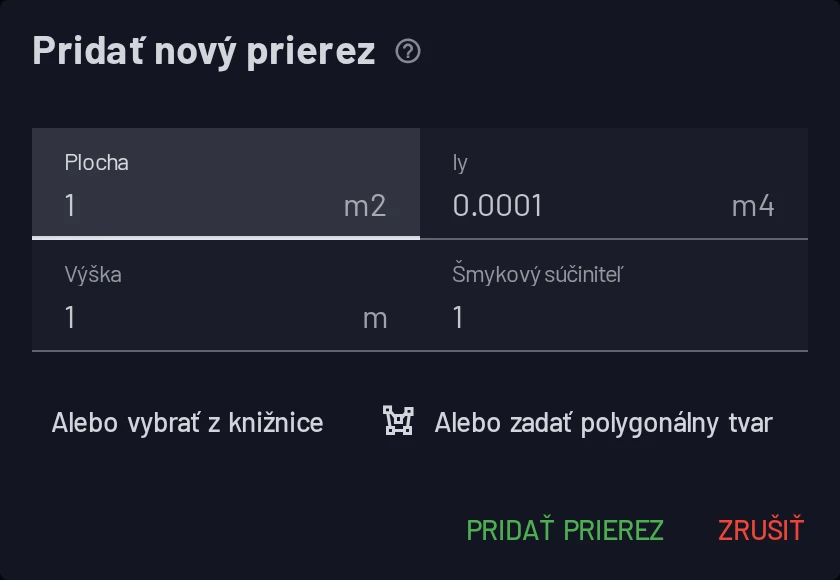 Pridať nový prierez
Plocha
1 m2
Iy
0.0001 m4
Výška
1 m
Šmykový súčiniteľ
1
Alebo vybrať z knižnice
Alebo zadať polygonálny tvar
PRIDAŤ PRIEREZ
ZRUŠIŤ